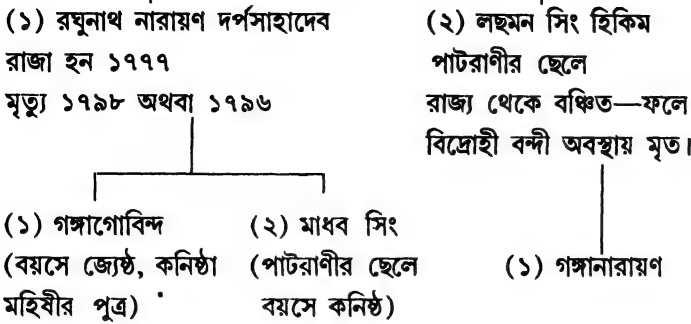 (১) রঘুনাথ নারায়ণ দর্পসাহাদেব
রাজা হন ১৭৭৭
মৃত্যু ১৭৯৮ অথবা ১৭৯৬
(২) লছমন সিং হিকিম
পাটরাণীর ছেলে
রাজ্য থেকে বঞ্চিত—ফলে
বিদ্রোহী বন্দী অবস্থায় মৃত।
(১) গঙ্গাগোবিন্দ
(বয়সে জ্যেষ্ঠ, কনিষ্ঠা
মহিষীর পুত্র)
(২) মাধব সিং
(পাটরাণীর ছেলে
বয়সে কনিষ্ঠ)
(১) গঙ্গানারায়ণ